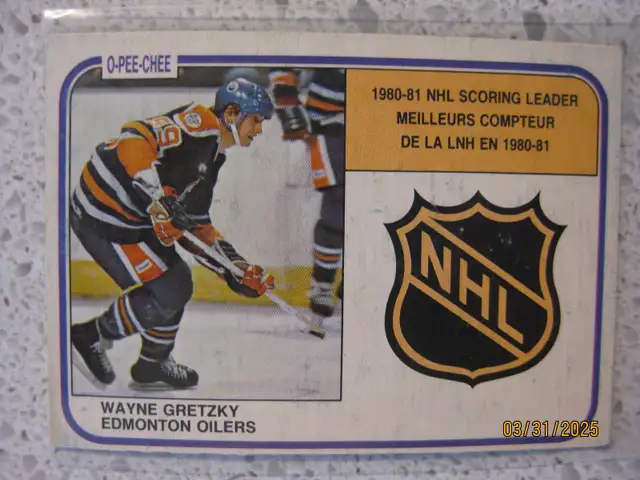 O-PEE-CHEE
1980-81 NHL SCORING LEADER
MEILLEURS COMPTEUR
DE LA LNH EN 1980-81
99
NHL
WAYNE GRETZKY
EDMONTON OILERS
03/31/2025